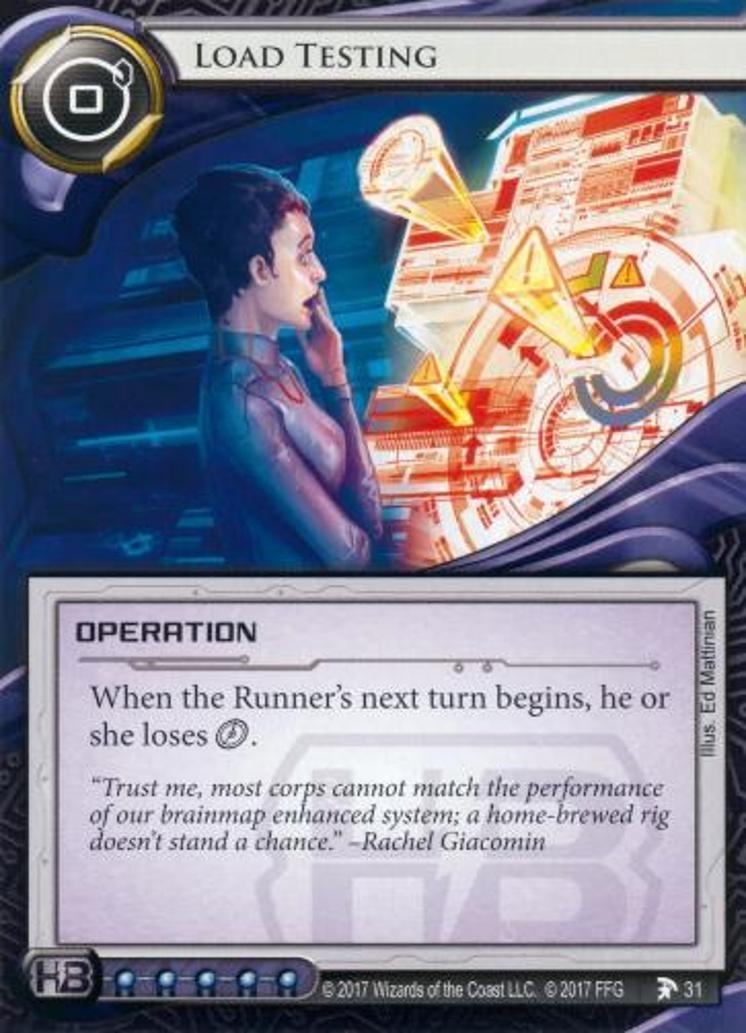 LOAD TESTING
OPERATION
When the Runner's next turn begins, he or
she loses .
"Trust me, most corps cannot match the performance
of our brainmap enhanced system; a home-brewed rig
doesn't stand a chance." –Rachel Giacomin
Illus. Ed Mattinian
HB
© 2017 Wizards of the Coast LLC. © 2017 FFG
31